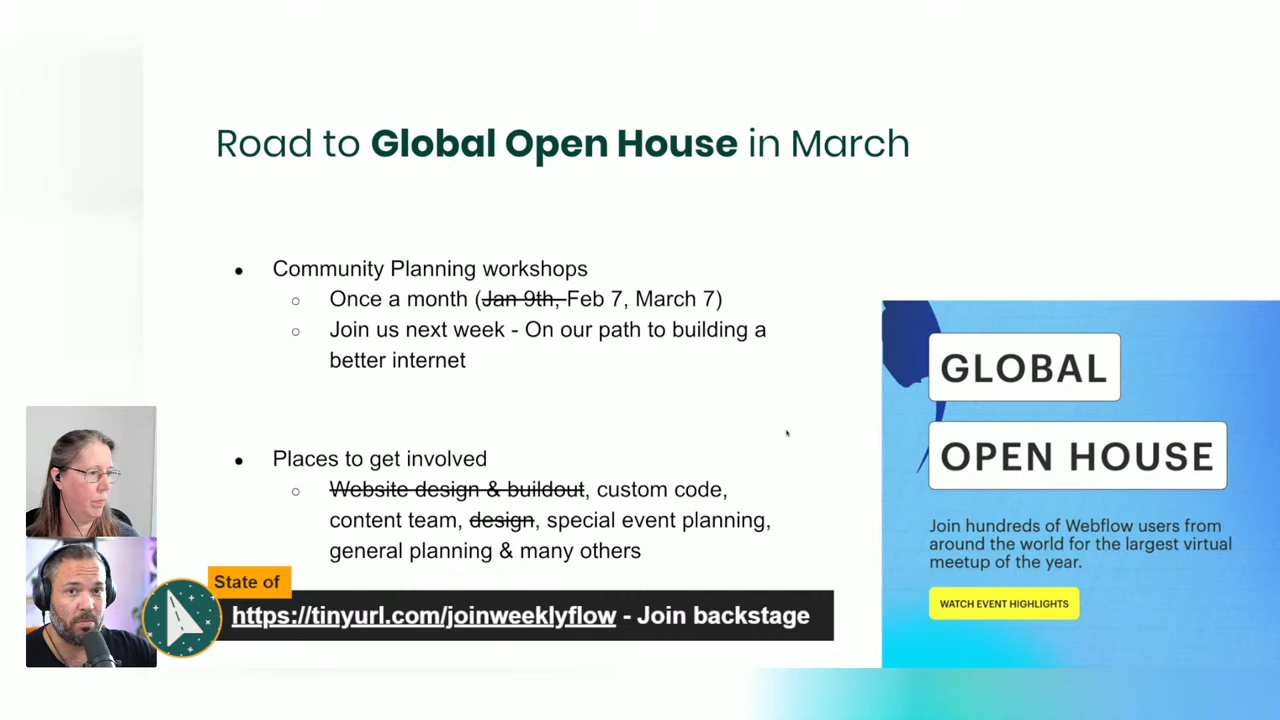 Road to Global Open House in March
Community Planning workshops
Once a month (Jan 9th, Feb 7, March 7)
Join us next week - On our path to building a
better internet
Places to get involved
Website design & buildout, custom code,
content team, design, special event planning,
general planning & many others
GLOBAL
OPEN HOUSE
Join hundreds of Webflow users from
around the world for the largest virtual
meetup of the year.
WATCH EVENT HIGHLIGHTS
State of
https://tinyurl.com/joinweeklyflow - Join backstage